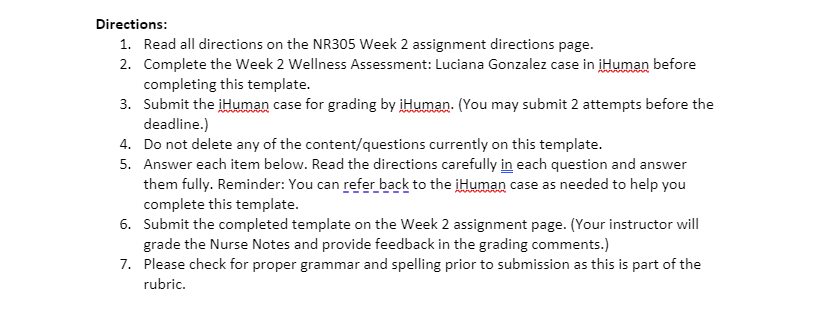 Directions:
1. Read all directions on the NR305 Week 2 assignment directions page.
2. Complete the Week 2 Wellness Assessment: Luciana Gonzalez case in iHuman before
completing this template.
3. Submit the iHuman case for grading by iHuman. (You may submit 2 attempts before the
deadline.)
4. Do not delete any of the content/questions currently on this template.
5. Answer each item below. Read the directions carefully in each question and answer
them fully. Reminder: You can refer back to the iHuman case as needed to help you
complete this template.
6. Submit the completed template on the Week 2 assignment page. (Your instructor will
grade the Nurse Notes and provide feedback in the grading comments.)
7. Please check for proper grammar and spelling prior to submission as this is part of the
rubric.